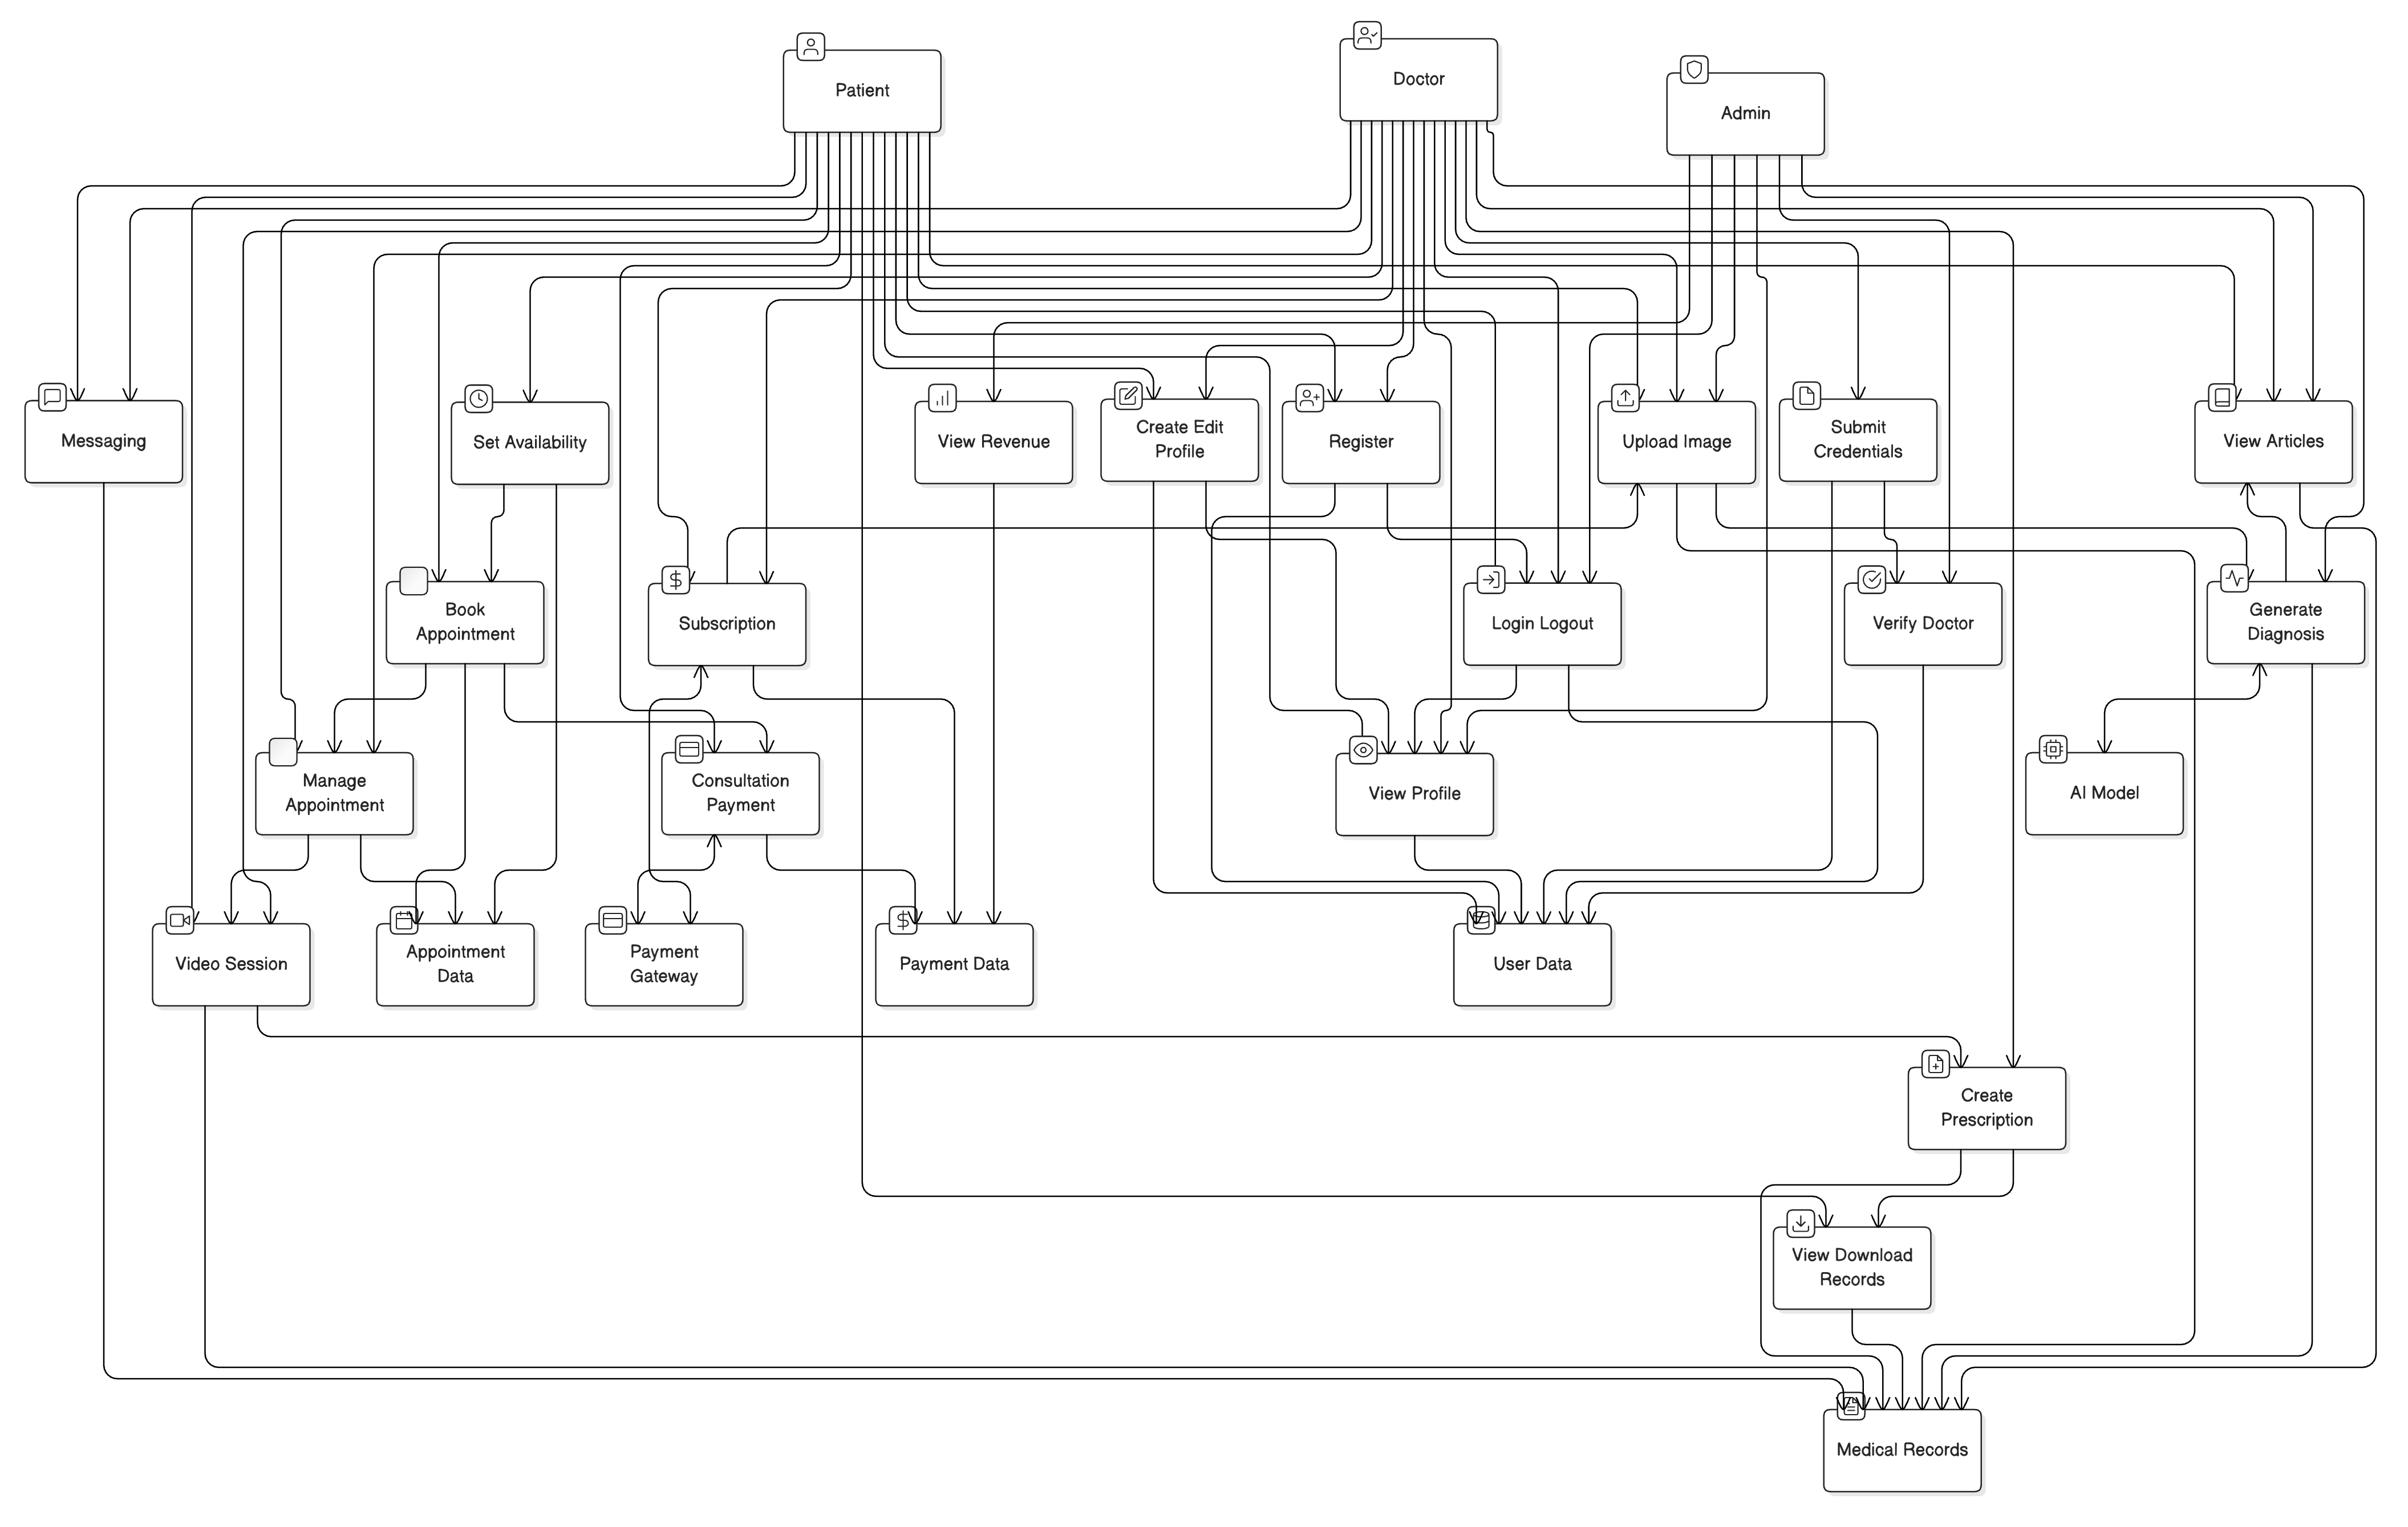 Patient
Doctor
Admin
Messaging
Set Availability
View Revenue
Create Edit
Profile
Register
Upload Image
Submit
Credentials
View Articles
Book
Appointment
Subscription
Login Logout
Verify Doctor
Generate
Diagnosis
Manage
Appointment
Consultation
Payment
View Profile
AI Model
Video Session
Appointment
Data
Payment
Gateway
Payment Data
User Data
Create
Prescription
View Download
Records
Medical Records